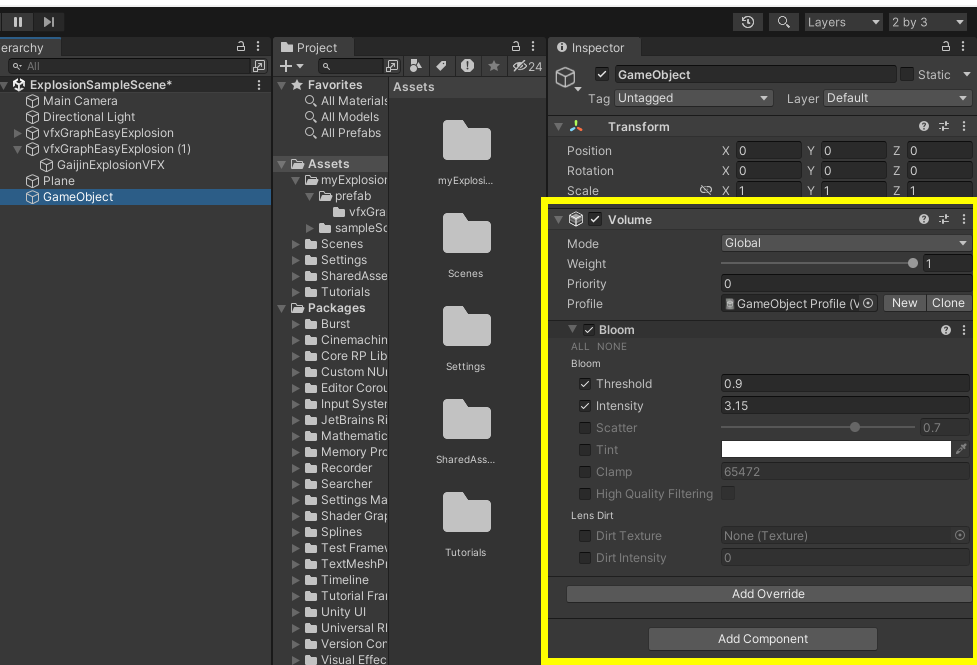 Layers
2 by 3
erarchy
All
ExplosionSampleScene*
Main Camera
Directional Light
vfxGraphEasyExplosion
vfxGraphEasyExplosion (1)
GaijinExplosionVFX
Plane
GameObject
Project
24
Favorites
All Materials
All Models
All Prefabs
Assets
myExplosion
prefab
vfxGra
sampleSc
Scenes
Settings
SharedAsse
Tutorials
Packages
Burst
Cinemachin
Core RP Lib
Custom NUn
Editor Corou
Input System
JetBrains Ri
Mathematic
Memory Pro
Recorder
Searcher
Settings Ma
Shader Grap
Splines
Test Framew
TextMeshPr
Timeline
Tutorial Fra
Unity UI
Universal RP
Version Con
Visual Effec
Assets
myExplosi...
Scenes
Settings
SharedAss...
Tutorials
Inspector
GameObject
Static
Tag Untagged
Layer Default
Transform
Position X 0 Y 0 Z 0
Rotation X 0 Y 0 Z 0
Scale X 1 Y 1 Z 1
Volume
Mode Global
Weight 1
Priority 0
Profile GameObject Profile (V New Clone
Bloom
ALL NONE
Bloom
Threshold 0.9
Intensity 3.15
Scatter 0.7
Tint
Clamp 65472
High Quality Filtering
Lens Dirt
Dirt Texture None (Texture)
Dirt Intensity 0
Add Override
Add Component